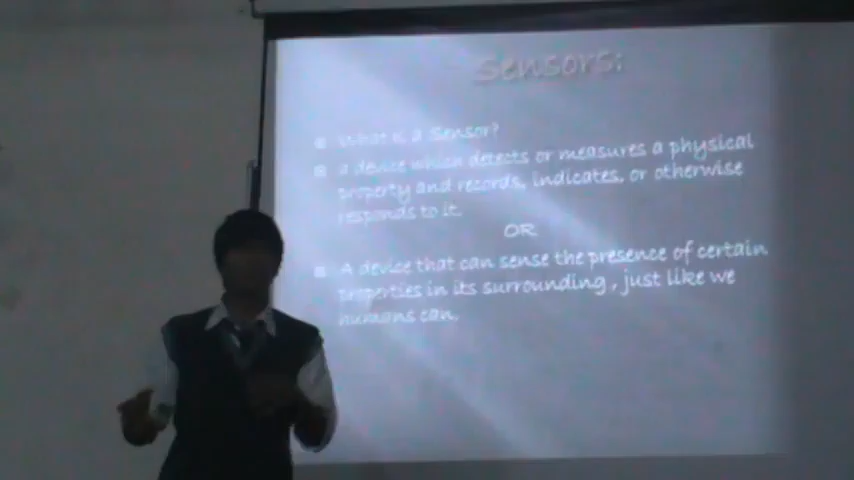 Sensors:
What is a Sensor?
a device which detects or measures a physical
property and records, indicates, or otherwise
responds to it.
OR
A device that can sense the presence of certain
properties in its surrounding , just like we
humans can.